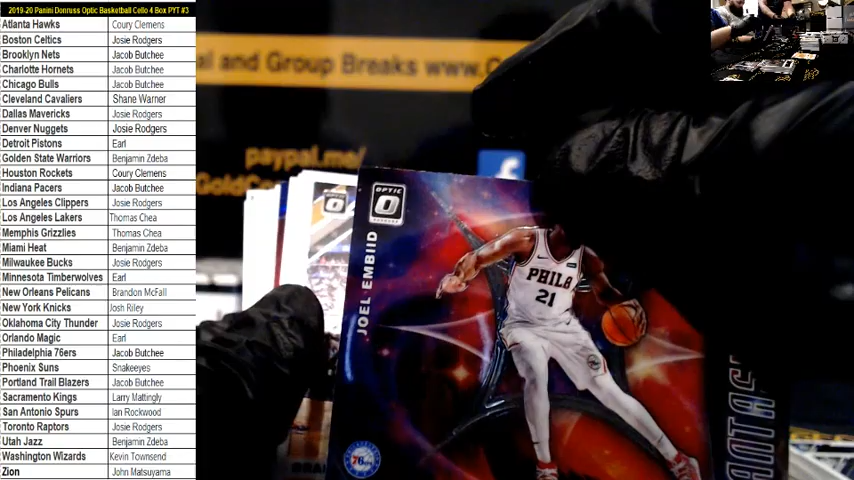 2019-20 Panini Donruss Optic Basketball Cello 4 Box PYT #3
Atlanta Hawks Coury Clemens
Boston Celtics Josie Rodgers
Brooklyn Nets Jacob Butchee
Charlotte Hornets Jacob Butchee
Chicago Bulls Jacob Butchee
Cleveland Cavaliers Shane Warner
Dallas Mavericks Josie Rodgers
Denver Nuggets Josie Rodgers
Detroit Pistons Earl
Golden State Warriors Benjamin Zdeba
Houston Rockets Coury Clemens
Indiana Pacers Jacob Butchee
Los Angeles Clippers Josie Rodgers
Los Angeles Lakers Thomas Chea
Memphis Grizzlies Thomas Chea
Miami Heat Benjamin Zdeba
Milwaukee Bucks Josie Rodgers
Minnesota Timberwolves Earl
New Orleans Pelicans Brandon McFall
New York Knicks Josh Riley
Oklahoma City Thunder Josie Rodgers
Orlando Magic Earl
Philadelphia 76ers Jacob Butchee
Phoenix Suns Snakeeyes
Portland Trail Blazers Jacob Butchee
Sacramento Kings Larry Mattingly
San Antonio Spurs Ian Rockwood
Toronto Raptors Josie Rodgers
Utah Jazz Benjamin Zdeba
Washington Wizards Kevin Townsend
Zion John Matsuyama
al and Group Breaks www.
paypal.me/
f
OPTIC
JOEL EMBIID
PHILA
21
76ers